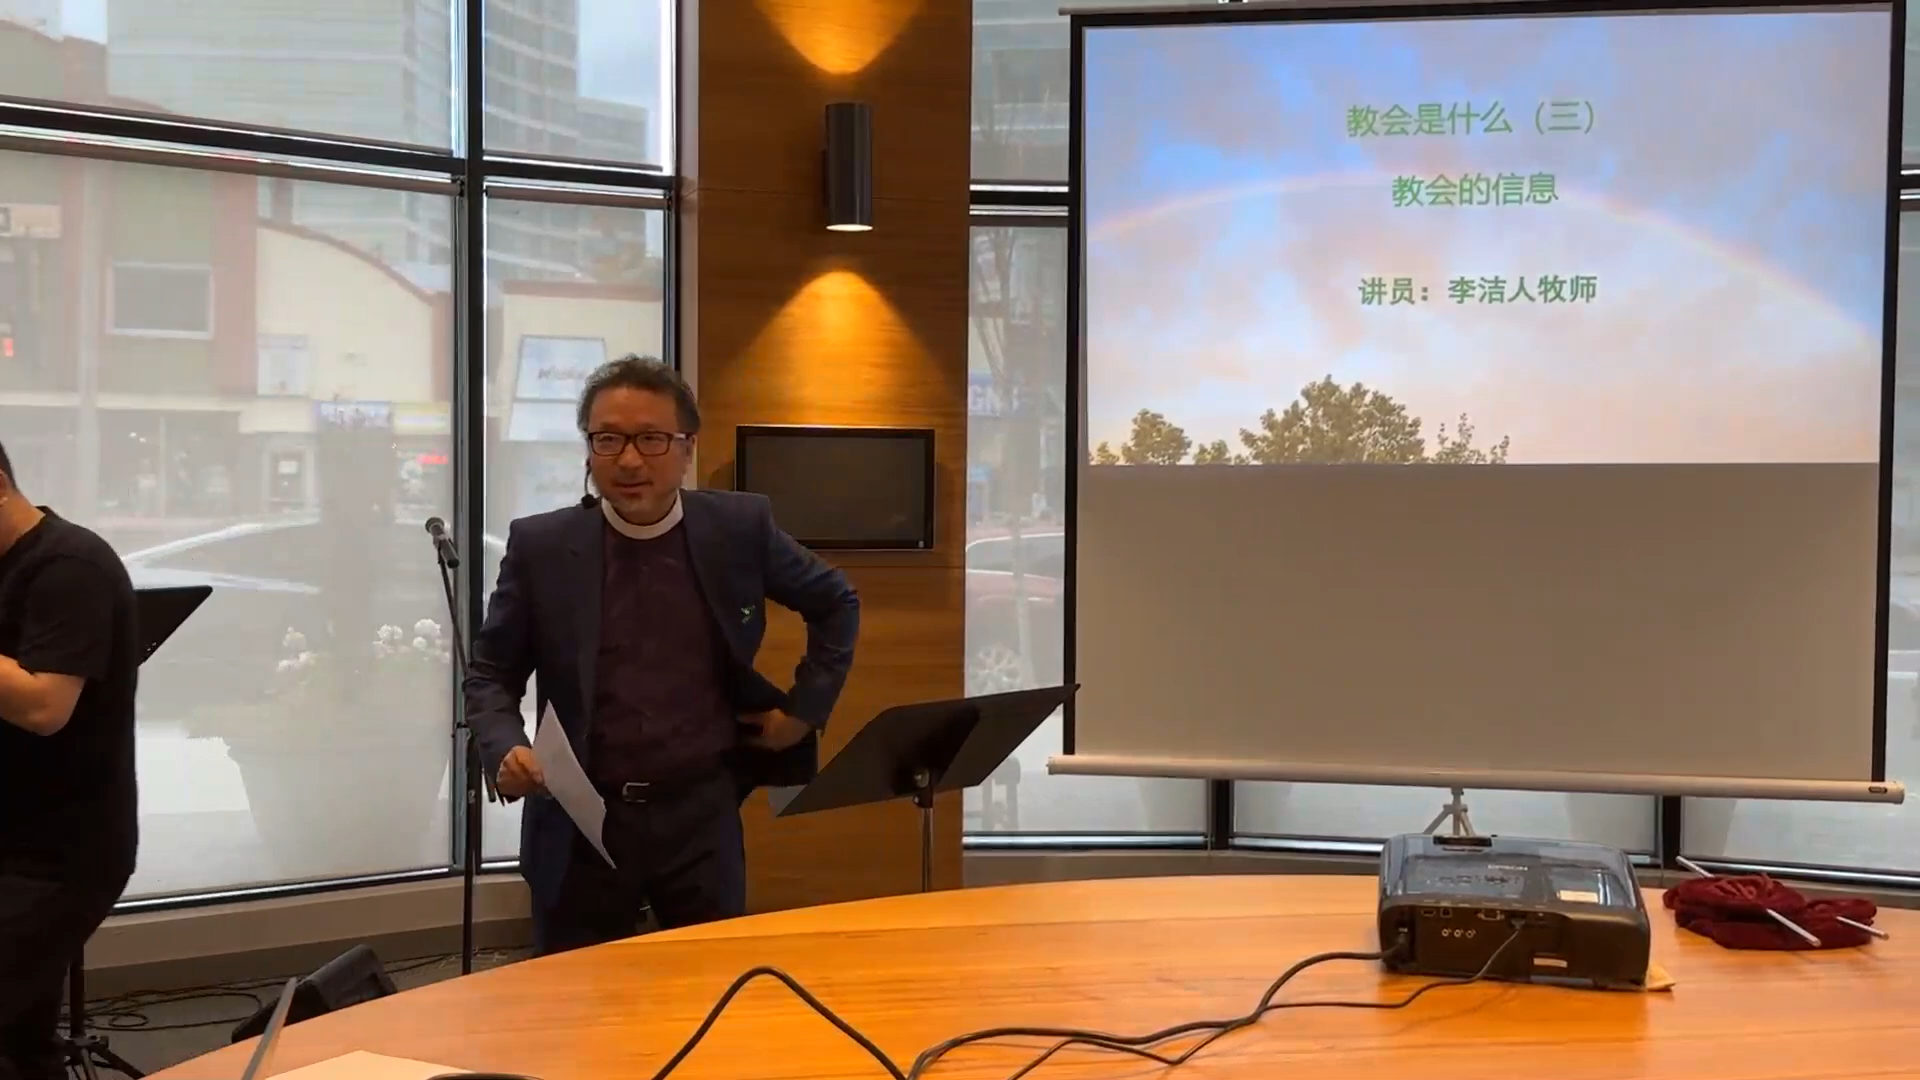 教会是什么（三）
教会的信息
讲员：李洁人牧师